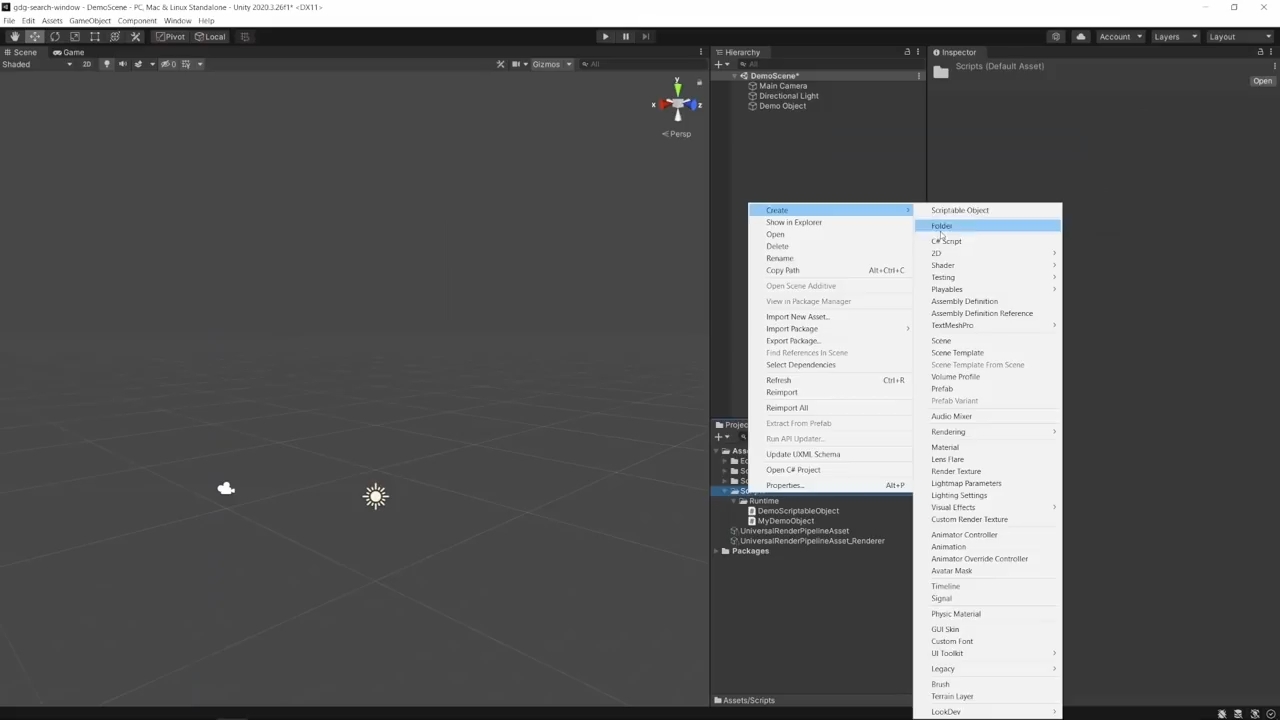 gdg-search-window - DemoScene - PC, Mac & Linux Standalone - Unity 2020.3.26f1* <DX11>
File Edit Assets GameObject Component Window Help
Pivot Local Account Layers Layout
Scene Game
Shaded 2D 0 Gizmos All
y
x z
< Persp
Hierarchy
All
DemoScene*
Main Camera
Directional Light
Demo Object
Inspector
Scripts (Default Asset)
Open
Create
Show in Explorer
Open
Delete
Rename
Copy Path Alt+Ctrl+C
Open Scene Additive
View in Package Manager
Import New Asset...
Import Package
Export Package...
Find References In Scene
Select Dependencies
Refresh Ctrl+R
Reimport
Reimport All
Extract From Prefab
Run API Updater...
Update UXML Schema
Open C# Project
Properties... Alt+P
Scriptable Object
Folder
C# Script
2D
Shader
Testing
Playables
Assembly Definition
Assembly Definition Reference
TextMeshPro
Scene
Scene Template
Scene Template From Scene
Volume Profile
Prefab
Prefab Variant
Audio Mixer
Rendering
Material
Lens Flare
Render Texture
Lightmap Parameters
Lighting Settings
Visual Effects
Custom Render Texture
Animator Controller
Animation
Animator Override Controller
Avatar Mask
Timeline
Signal
Physic Material
GUI Skin
Custom Font
UI Toolkit
Legacy
Brush
Terrain Layer
LookDev
Runtime
DemoScriptableObject
MyDemoObject
UniversalRenderPipelineAsset
UniversalRenderPipelineAsset_Renderer
Packages
Assets/Scripts